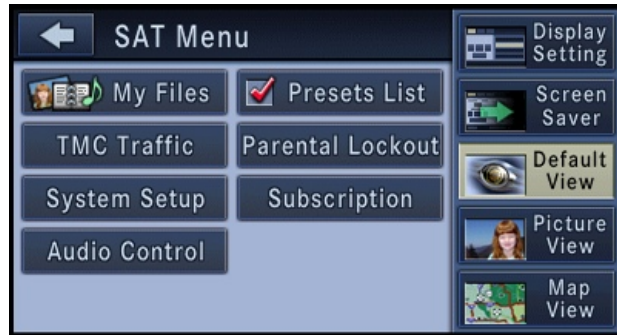 SAT Menu
My Files
Presets List
TMC Traffic
Parental Lockout
System Setup
Subscription
Audio Control
Display
Setting
Screen
Saver
Default
View
Picture
View
Map
View